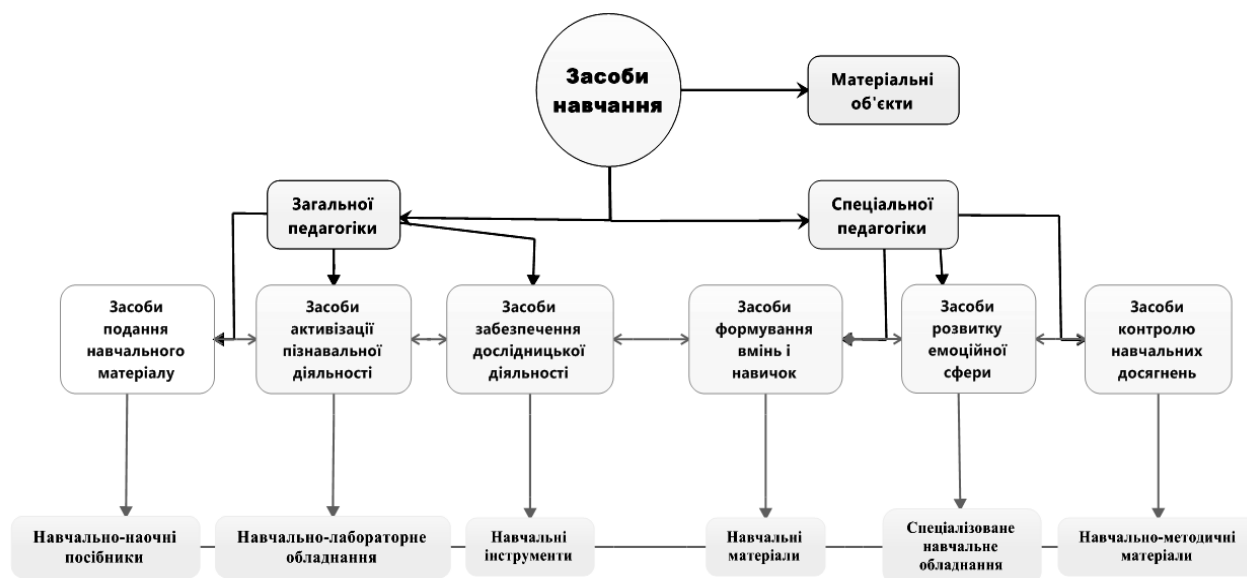 Засоби
навчання
Матеріальні
об'єкти
Загальної
педагогіки
Спеціальної
педагогіки
Засоби
подання
навчального
матеріалу
Засоби
активізації
пізнавальної
діяльності
Засоби
забезпечення
дослідницької
діяльності
Засоби
формування
вмінь і
навичок
Засоби
розвитку
емоційної
сфери
Засоби
контролю
навчальних
досягнень
Навчально-наочні
посібники
Навчально-лабораторне
обладнання
Навчальні
інструменти
Навчальні
матеріали
Спеціалізоване
навчальне
обладнання
Навчально-методичні
матеріали